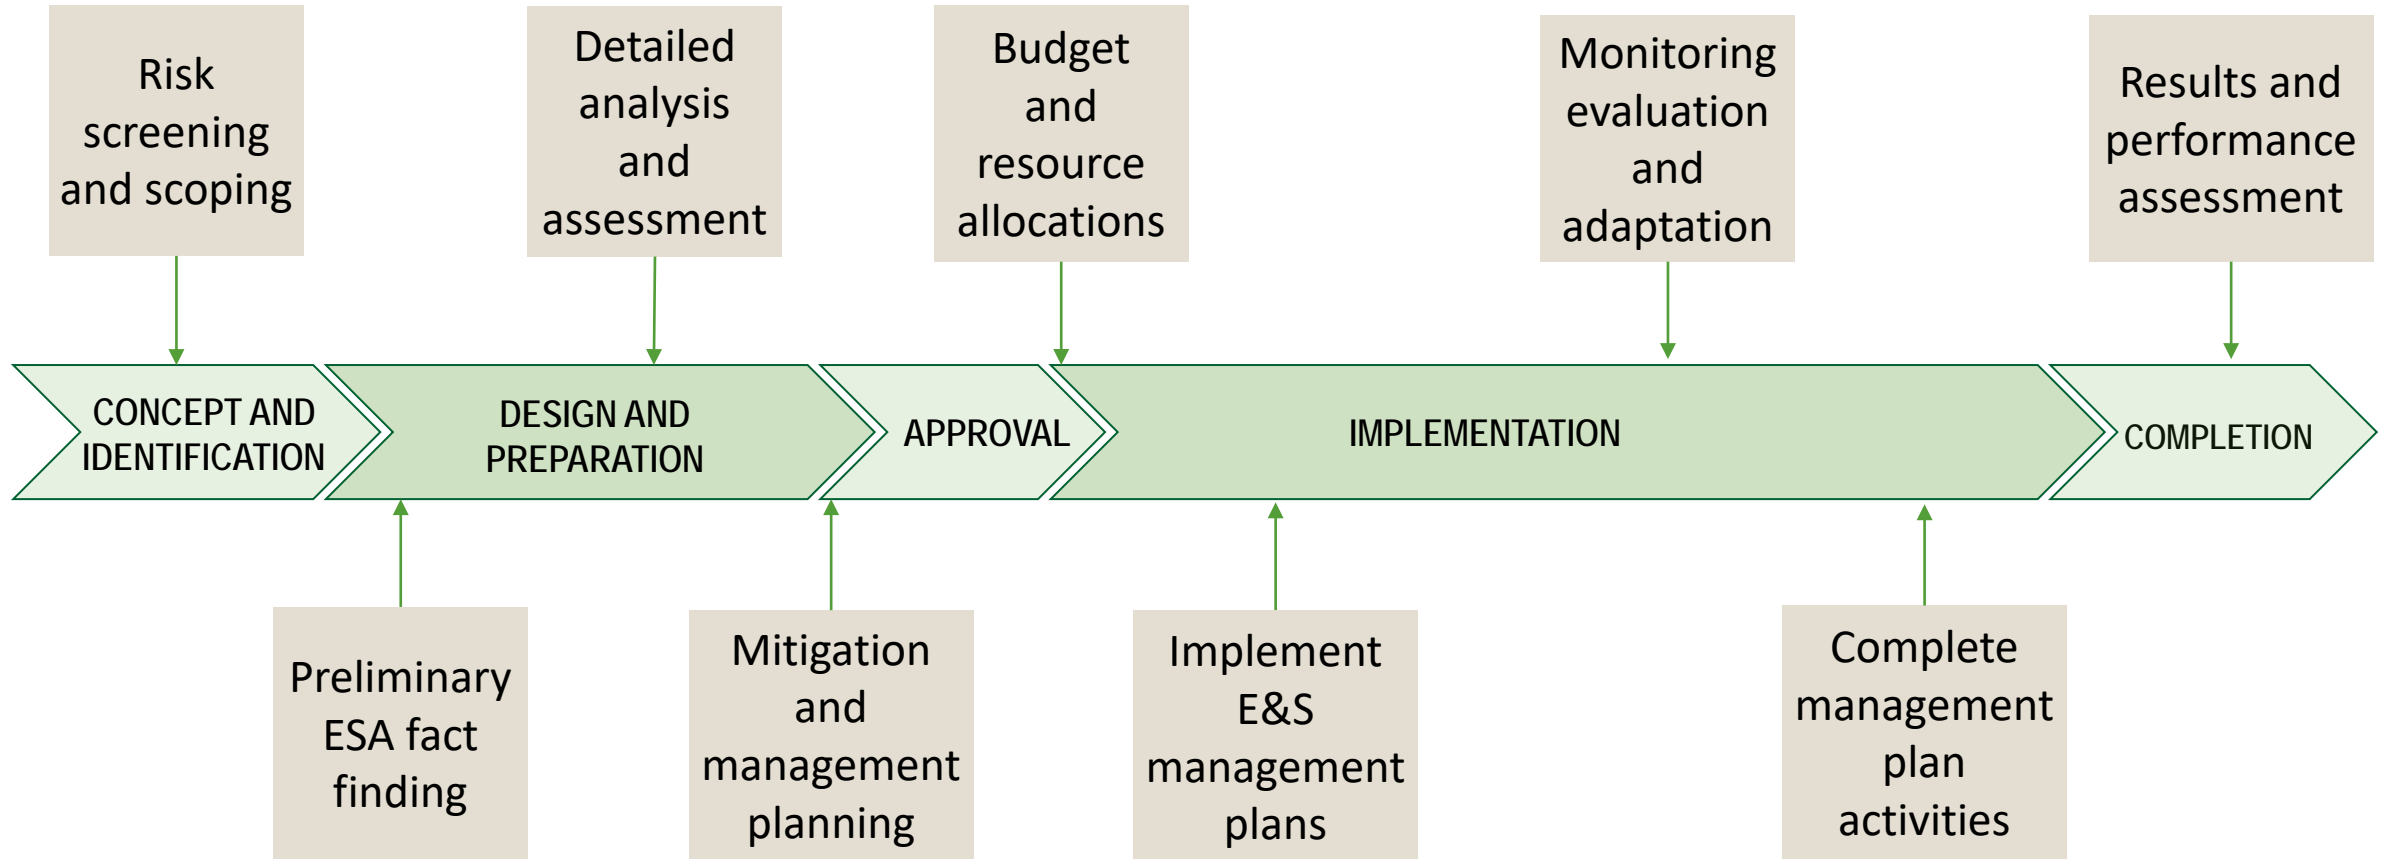 Risk
screening
and scoping
Detailed
analysis
and
assessment
Budget
and
resource
allocations
Monitoring
evaluation
and
adaptation
Results and
performance
assessment
CONCEPT AND
IDENTIFICATION
DESIGN AND
PREPARATION
APPROVAL
IMPLEMENTATION
COMPLETION
Preliminary
ESA fact
finding
Mitigation
and
management
planning
Implement
E&S
management
plans
Complete
management
plan
activities